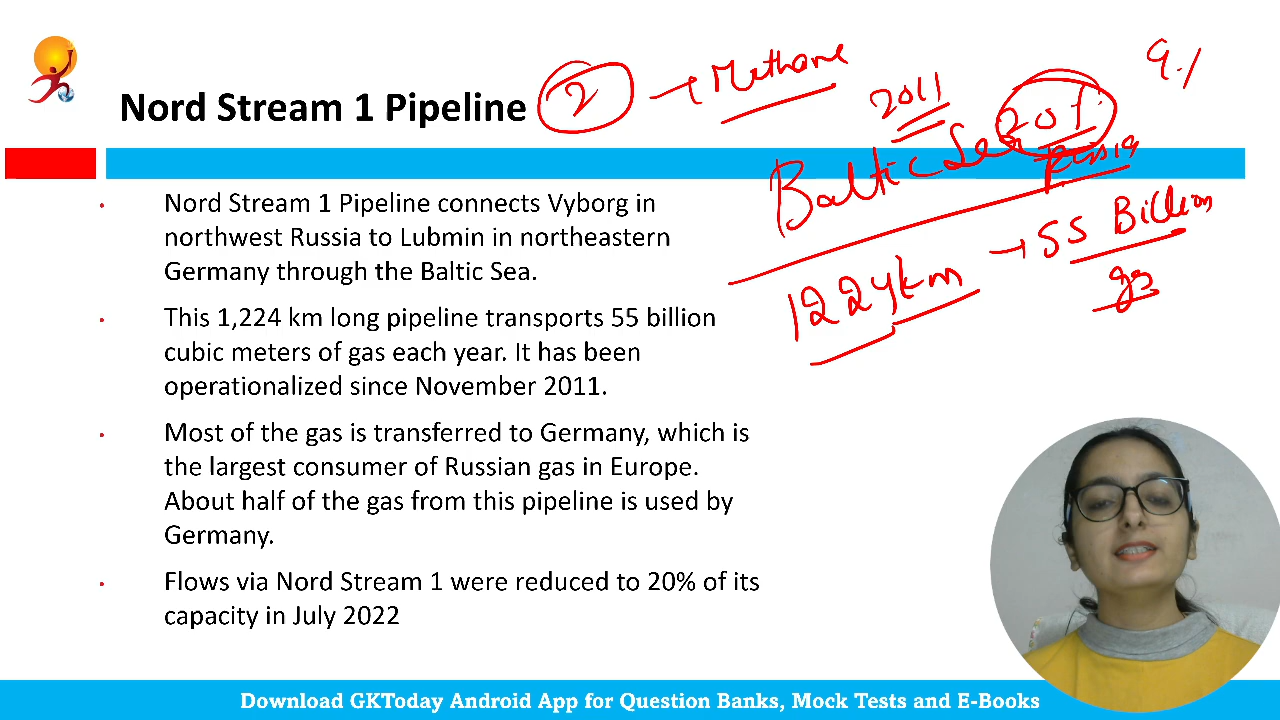 Nord Stream 1 Pipeline
2
Methane
2011
20%
Baltic Sea
Russia
1224km
55 Billion
Nord Stream 1 Pipeline connects Vyborg in
northwest Russia to Lubmin in northeastern
Germany through the Baltic Sea.
This 1,224 km long pipeline transports 55 billion
cubic meters of gas each year. It has been
operationalized since November 2011.
Most of the gas is transferred to Germany, which is
the largest consumer of Russian gas in Europe.
About half of the gas from this pipeline is used by
Germany.
Flows via Nord Stream 1 were reduced to 20% of its
capacity in July 2022
Download GKToday Android App for Question Banks, Mock Tests and E-Books